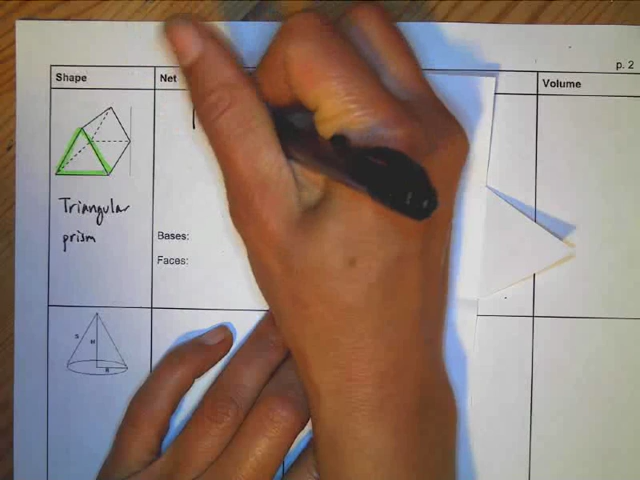 p. 2
Shape
Net
Volume
Triangular
prism
Bases:
Faces:
S
H
R